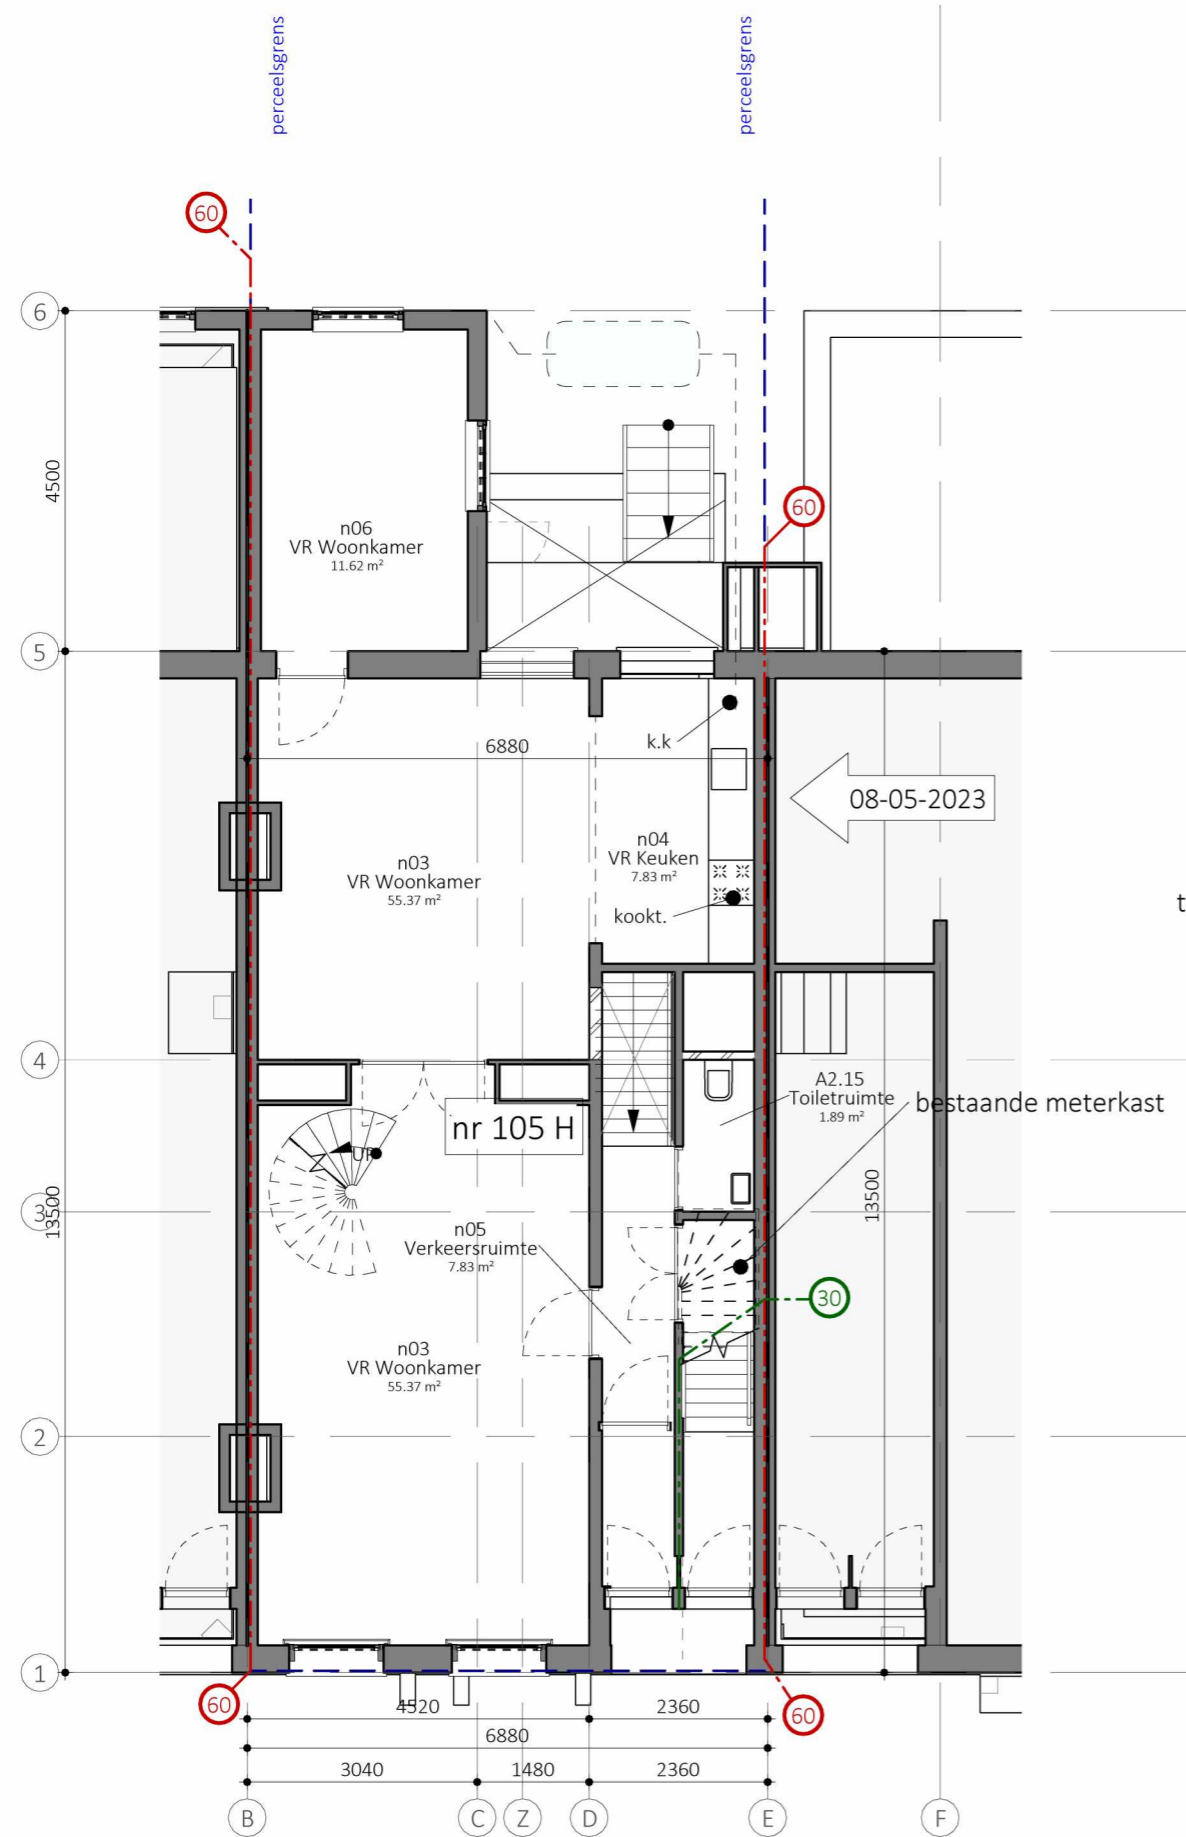 perceelsgrens
perceelsgrens
60
6
4500
60
n06
VR Woonkamer
11.62 m²
5
6880
k.k
08-05-2023
n04
VR Keuken
7.83 m²
n03
VR Woonkamer
55.37 m²
kookt.
t
4
A2.15
Toiletruimte
1.89 m²
bestaande meterkast
nr 105 H
UP
3
13500
13500
n05
Verkeersruimte
7.83 m²
30
n03
VR Woonkamer
55.37 m²
2
1
60
60
4520
2360
6880
3040
1480
2360
B
C
Z
D
E
F